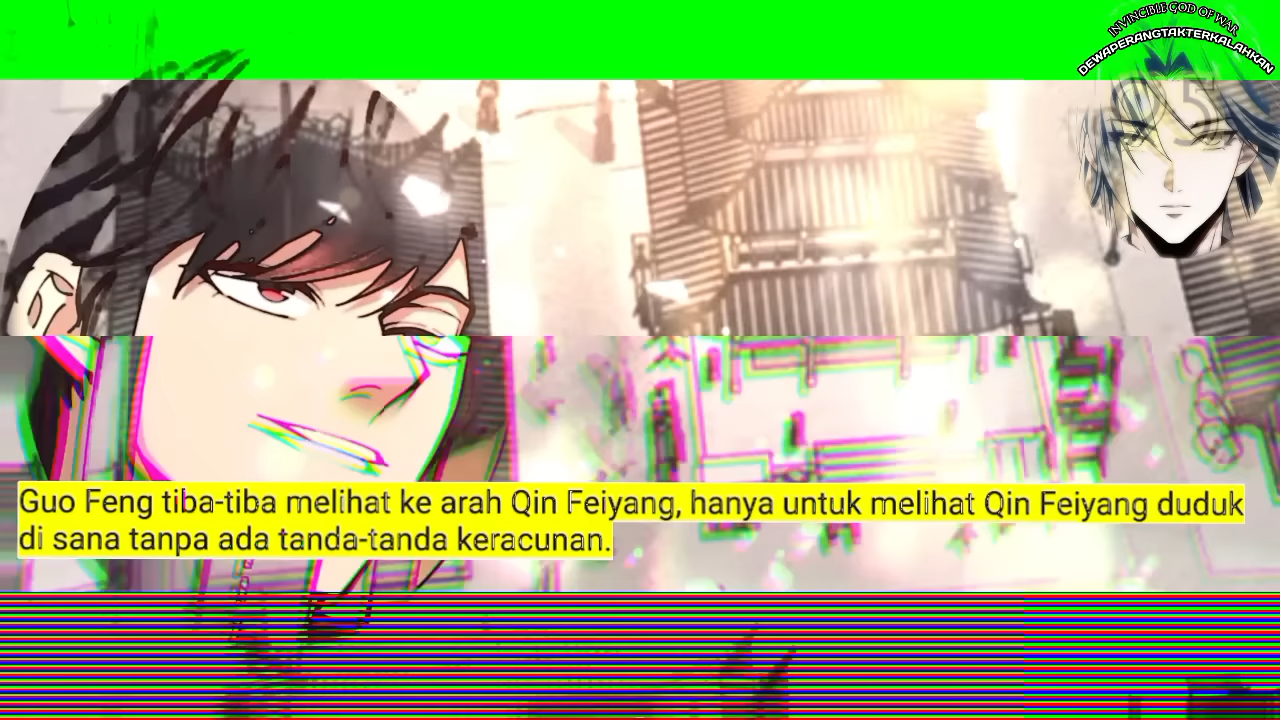 INVINCIBLE GOD OF WAR
DEWAPERANGTAKTERKALAHKAN
Guo Feng tiba-tiba melihat ke arah Qin Feiyang, hanya untuk melihat Qin Feiyang duduk
di sana tanpa ada tanda-tanda keracunan.